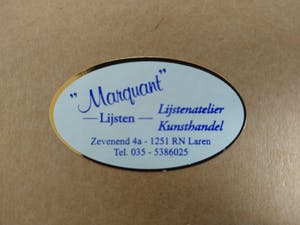 "Marquant"
— Lijsten — Lijstenatelier
Kunsthandel
Zevenend 4a - 1251 RN Laren
Tel. 035 - 5386025